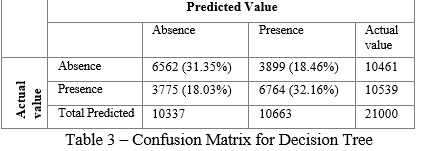 Predicted Value
Absence Presence Actual value
Actual value
Absence 6562 (31.35%) 3899 (18.46%) 10461
Presence 3775 (18.03%) 6764 (32.16%) 10539
Total Predicted 10337 10663 21000
Table 3 – Confusion Matrix for Decision Tree